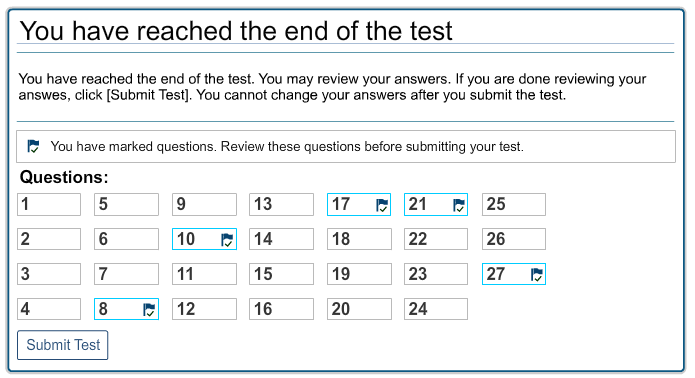 You have reached the end of the test
You have reached the end of the test. You may review your answers. If you are done reviewing your
answes, click [Submit Test]. You cannot change your answers after you submit the test.
You have marked questions. Review these questions before submitting your test.
Questions:
1 5 9 13 17 21 25
2 6 10 14 18 22 26
3 7 11 15 19 23 27
4 8 12 16 20 24
Submit Test